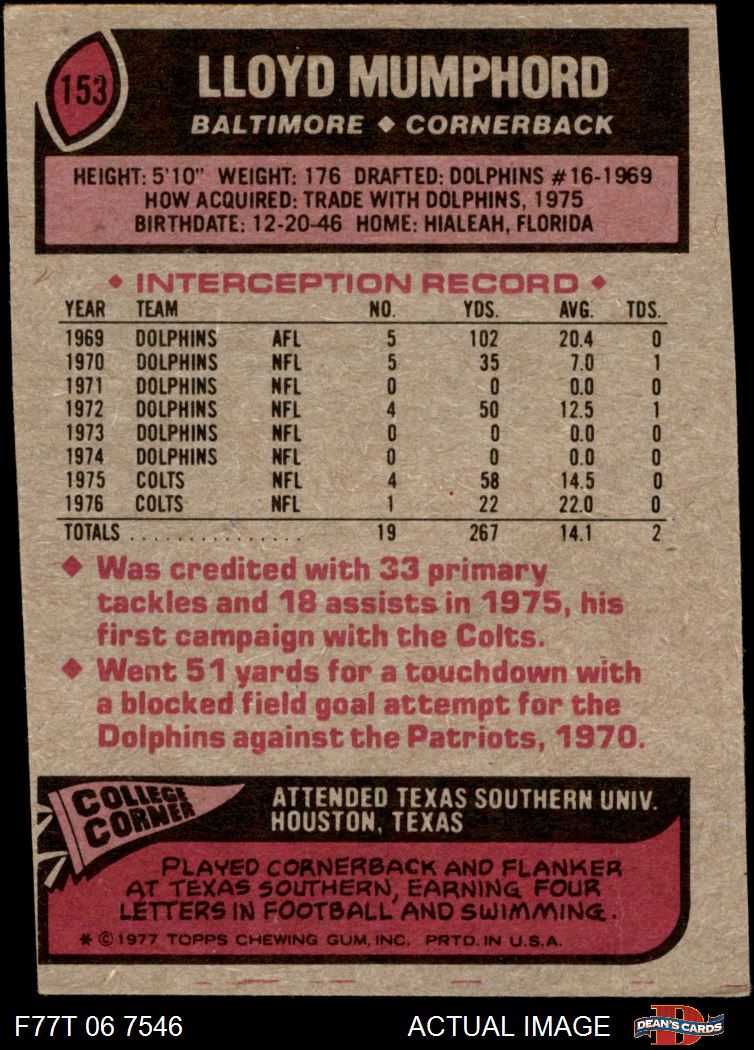 153
LLOYD MUMPHORD
BALTIMORE ◆ CORNERBACK
HEIGHT: 5'10" WEIGHT: 176 DRAFTED: DOLPHINS #16-1969
HOW ACQUIRED: TRADE WITH DOLPHINS, 1975
BIRTHDATE: 12-20-46 HOME: HIALEAH, FLORIDA
◆ INTERCEPTION RECORD ◆
YEAR TEAM NO. YDS. AVG. TDS.
1969 DOLPHINS AFL 5 102 20.4 0
1970 DOLPHINS NFL 5 35 7.0 1
1971 DOLPHINS NFL 0 0 0.0 0
1972 DOLPHINS NFL 4 50 12.5 1
1973 DOLPHINS NFL 0 0 0.0 0
1974 DOLPHINS NFL 0 0 0.0 0
1975 COLTS NFL 4 58 14.5 0
1976 COLTS NFL 1 22 22.0 0
TOTALS . . . . . . . . . . . . . . . 19 267 14.1 2
◆ Was credited with 33 primary
tackles and 18 assists in 1975, his
first campaign with the Colts.
◆ Went 51 yards for a touchdown with
a blocked field goal attempt for the
Dolphins against the Patriots, 1970.
COLLEGE
CORNER
ATTENDED TEXAS SOUTHERN UNIV.
HOUSTON, TEXAS
PLAYED CORNERBACK AND FLANKER
AT TEXAS SOUTHERN, EARNING FOUR
LETTERS IN FOOTBALL AND SWIMMING.
* © 1977 TOPPS CHEWING GUM, INC. PRTD. IN U.S.A.
F77T 06 7546 ACTUAL IMAGE DEAN'S CARDS